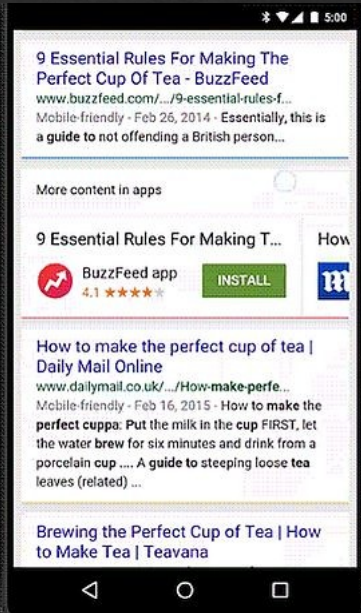 5:00
9 Essential Rules For Making The
Perfect Cup Of Tea - BuzzFeed
www.buzzfeed.com/.../9-essential-rules-f...
Mobile-friendly - Feb 26, 2014 - Essentially, this is
a guide to not offending a British person...
More content in apps
9 Essential Rules For Making T...
How
BuzzFeed app
4.1 ★★★★★
INSTALL
How to make the perfect cup of tea |
Daily Mail Online
www.dailymail.co.uk/.../How-make-perfe...
Mobile-friendly - Feb 16, 2015 - How to make the
perfect cuppa: Put the milk in the cup FIRST, let
the water brew for six minutes and drink from a
porcelain cup .... A guide to steeping loose tea
leaves (related) ...
Brewing the Perfect Cup of Tea | How
to Make Tea | Teavana